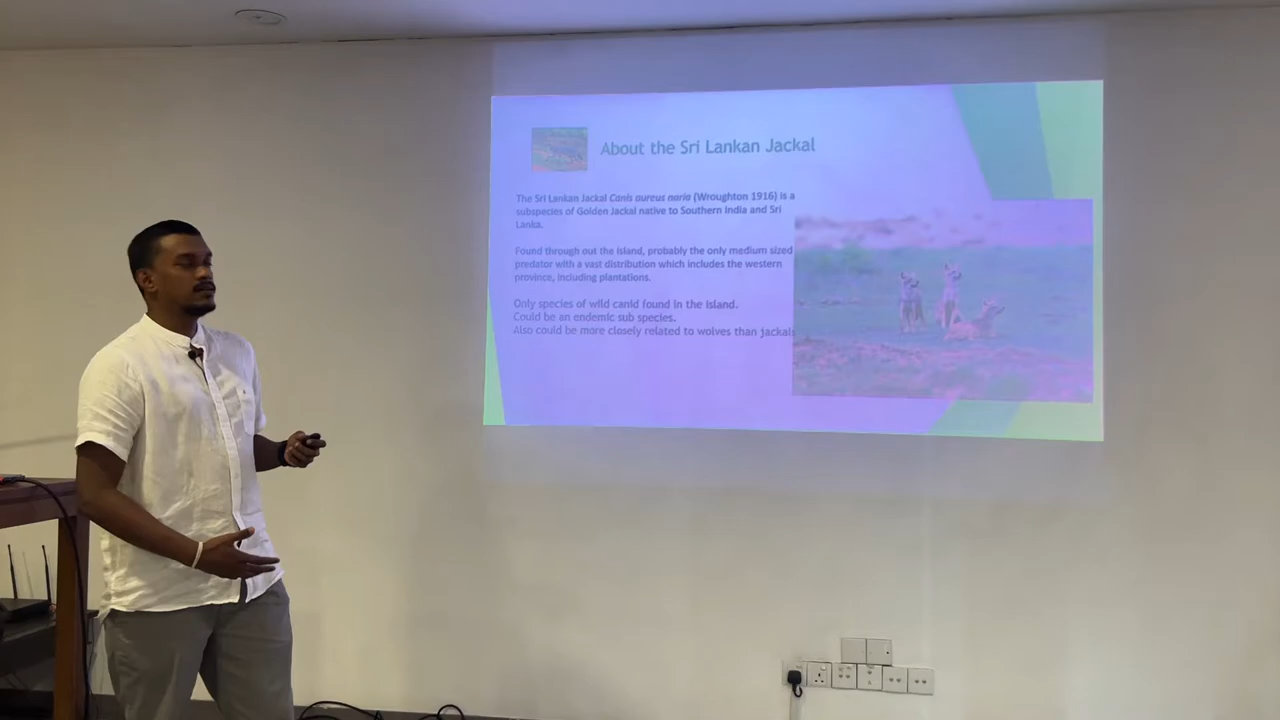 About the Sri Lankan Jackal
The Sri Lankan Jackal Canis aureus naria (Wroughton 1916) is a
subspecies of Golden Jackal native to Southern India and Sri
Lanka.
Found through out the island, probably the only medium sized
predator with a vast distribution which includes the western
province, including plantations.
Only species of wild canid found in the island.
Could be an endemic sub species.
Also could be more closely related to wolves than jackals